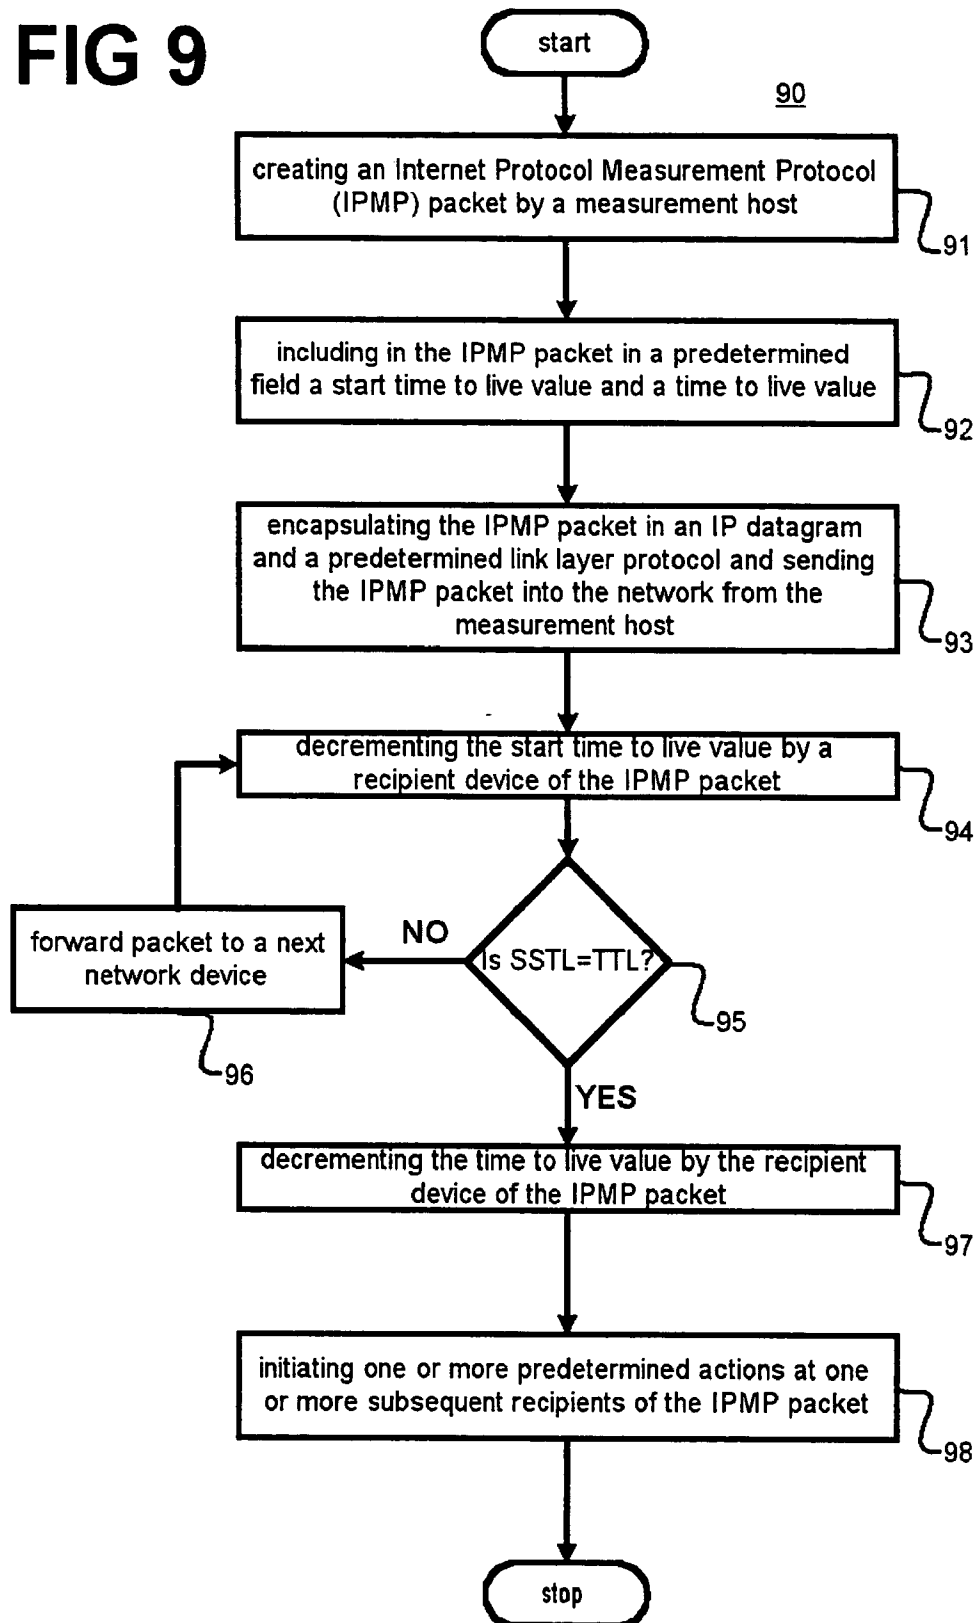 FIG 9
start
90
creating an Internet Protocol Measurement Protocol
(IPMP) packet by a measurement host
91
including in the IPMP packet in a predetermined
field a start time to live value and a time to live value
92
encapsulating the IPMP packet in an IP datagram
and a predetermined link layer protocol and sending
the IPMP packet into the network from the
measurement host
93
decrementing the start time to live value by a
recipient device of the IPMP packet
94
Is SSTL=TTL?
95
NO
forward packet to a next
network device
96
YES
decrementing the time to live value by the recipient
device of the IPMP packet
97
initiating one or more predetermined actions at one
or more subsequent recipients of the IPMP packet
98
stop